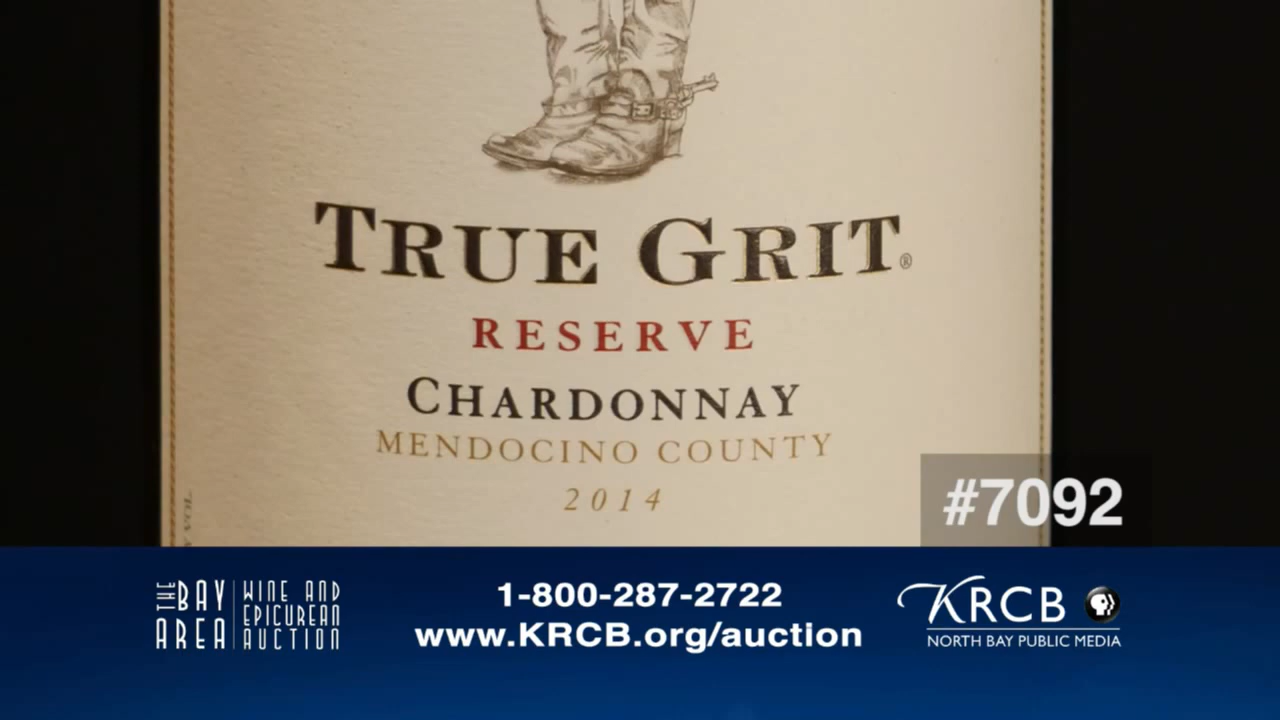 TRUE GRIT®
RESERVE
CHARDONNAY
MENDOCINO COUNTY
2014
#7092
THE BAY AREA
WINE AND
EPICUREAN
AUCTION
1-800-287-2722
www.KRCB.org/auction
KRCB
NORTH BAY PUBLIC MEDIA